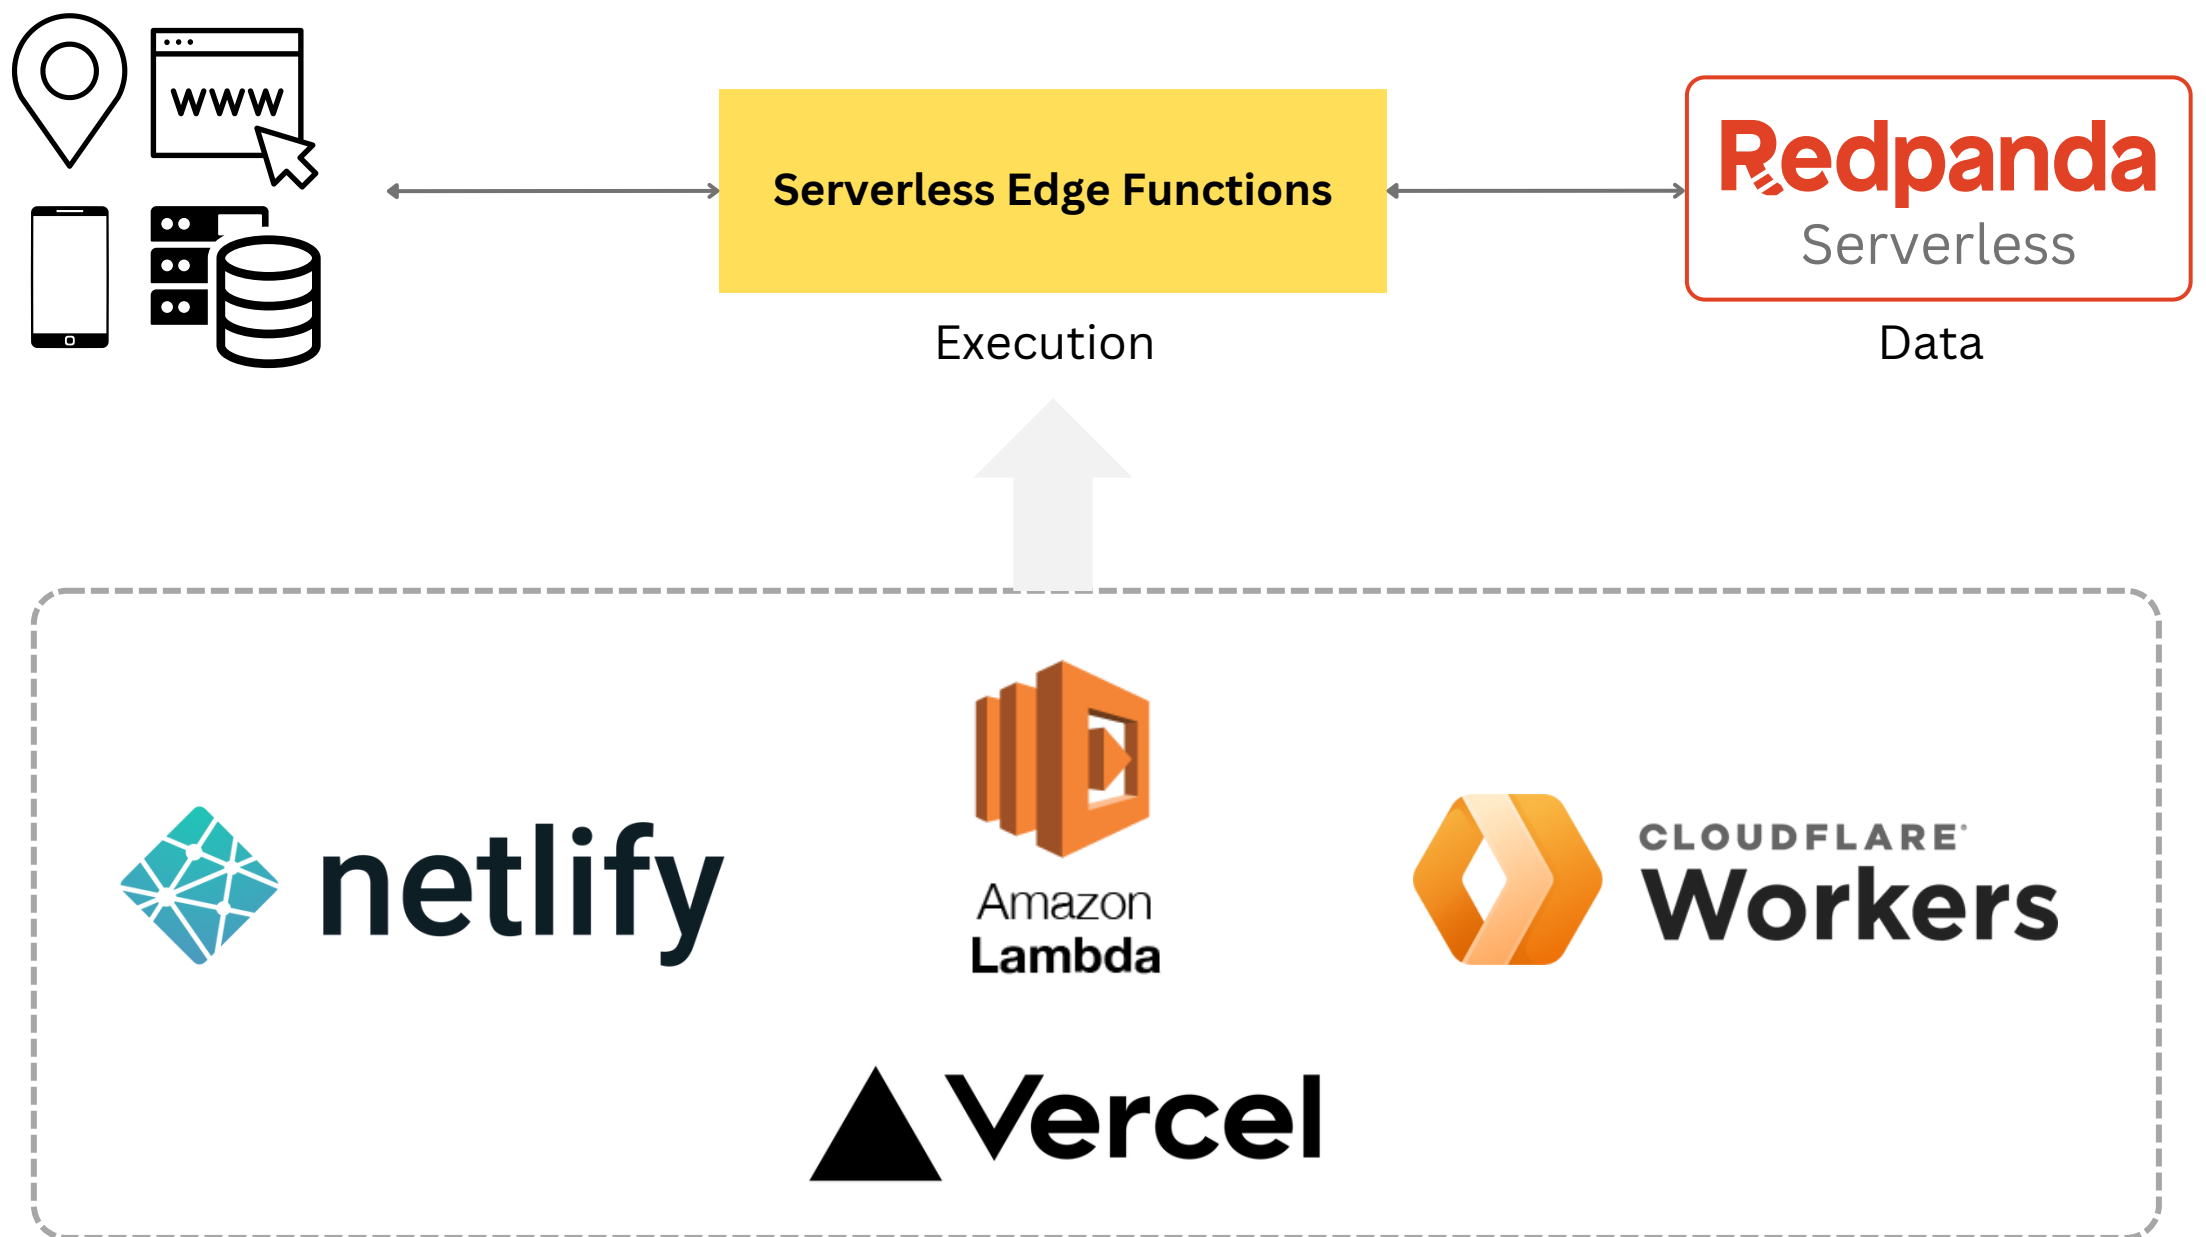 WWW
Serverless Edge Functions
Redpanda
Serverless
Execution
Data
netlify
Amazon
Lambda
CLOUDFLARE®
Workers
Vercel